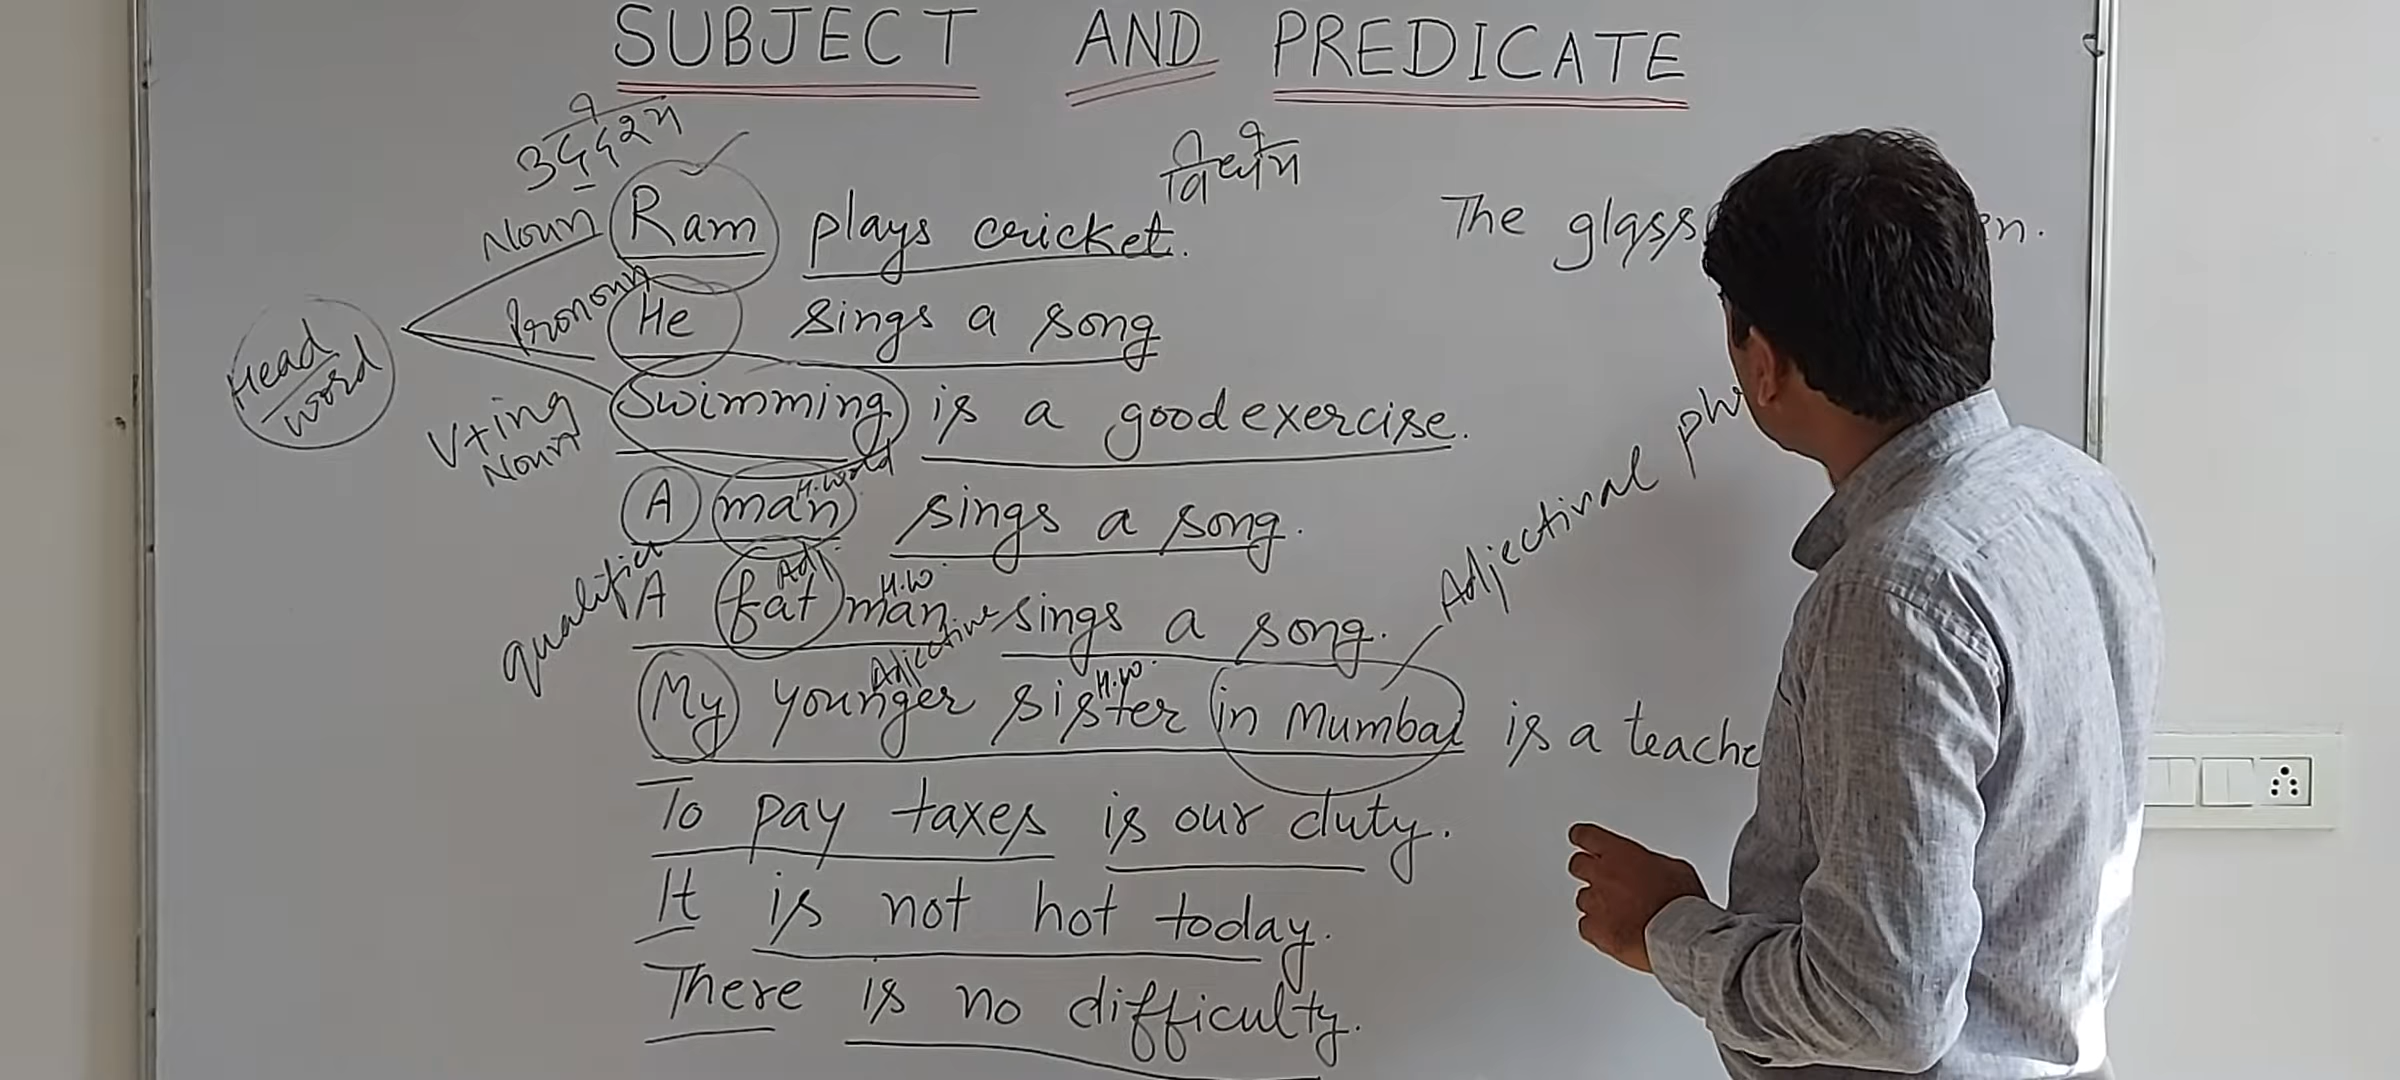 SUBJECT AND PREDICATE
उद्देश्य
विधेय
Noun Ram plays cricket.
The glass
Pronoun He sings a song
Head word
V+ing Noun Swimming is a good exercise.
A man H.Word sings a song.
qualifier
A fat Adj. man H.W. sings a song.
Adjectival
My younger Adjective sister H.W. in Mumbai is a
To pay taxes is our duty.
It is not hot today.
There is no difficulty.